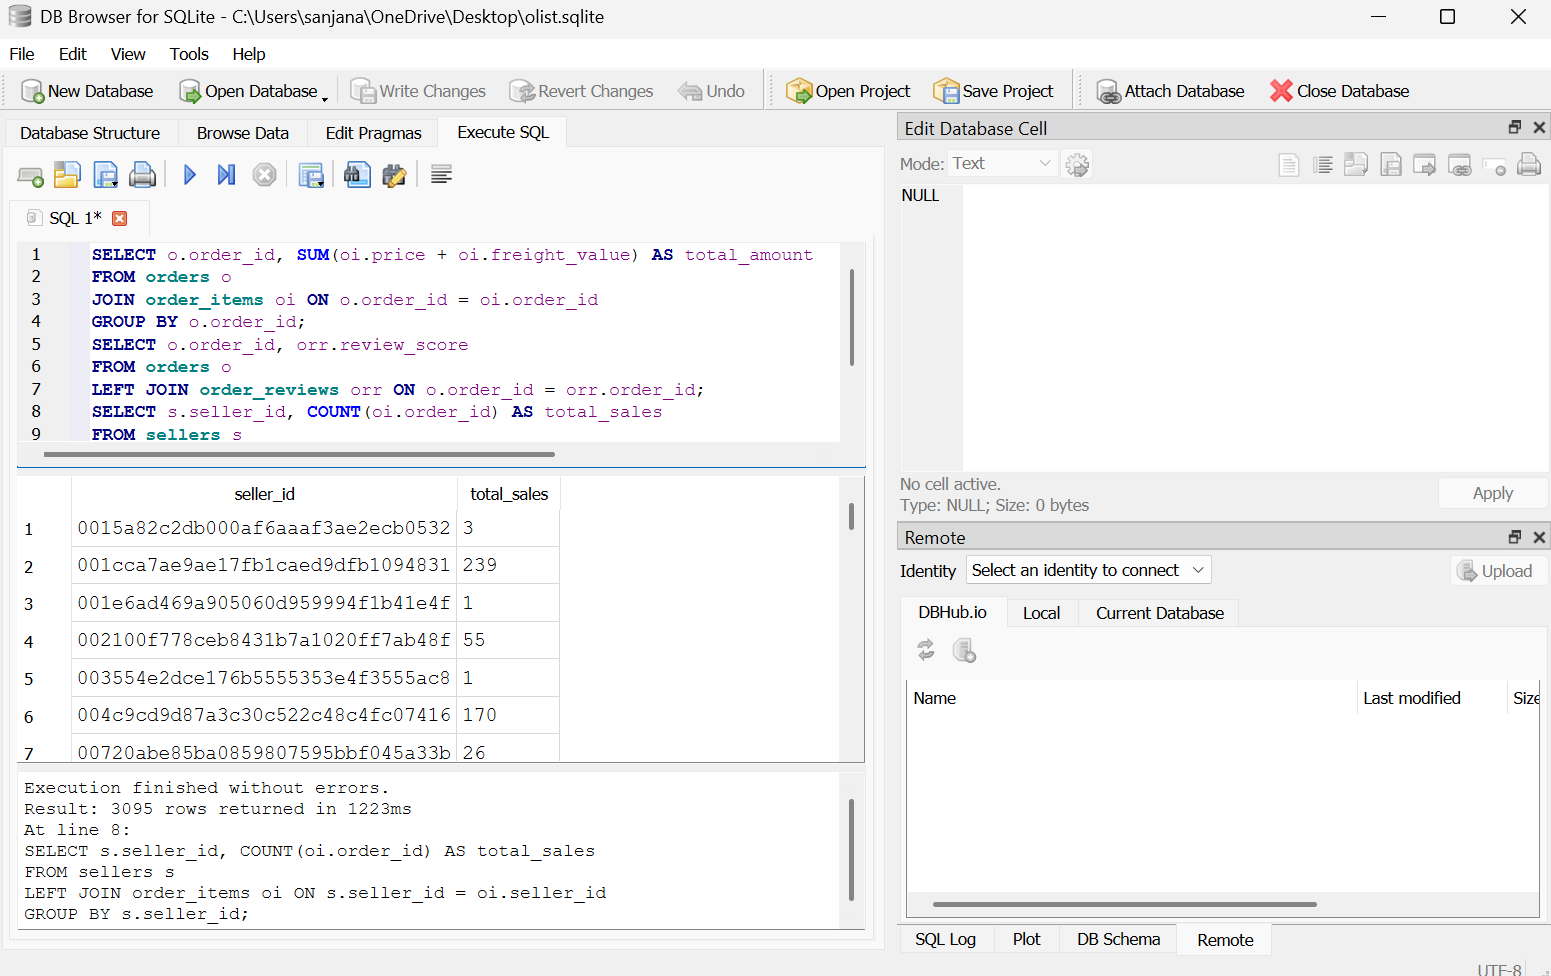 DB Browser for SQLite - C:\Users\sanjana\OneDrive\Desktop\olist.sqlite
File Edit View Tools Help
New Database Open Database Write Changes Revert Changes Undo Open Project Save Project Attach Database Close Database
Database Structure Browse Data Edit Pragmas Execute SQL
SQL 1*
1 SELECT o.order_id, SUM(oi.price + oi.freight_value) AS total_amount
2 FROM orders o
3 JOIN order_items oi ON o.order_id = oi.order_id
4 GROUP BY o.order_id;
5 SELECT o.order_id, orr.review_score
6 FROM orders o
7 LEFT JOIN order_reviews orr ON o.order_id = orr.order_id;
8 SELECT s.seller_id, COUNT(oi.order_id) AS total_sales
9 FROM sellers s
seller_id total_sales
1 0015a82c2db000af6aaaf3ae2ecb0532 3
2 001cca7ae9ae17fb1caed9dfb1094831 239
3 001e6ad469a905060d959994f1b41e4f 1
4 002100f778ceb8431b7a1020ff7ab48f 55
5 003554e2dce176b5555353e4f3555ac8 1
6 004c9cd9d87a3c30c522c48c4fc07416 170
7 00720abe85ba0859807595bbf045a33b 26
Execution finished without errors.
Result: 3095 rows returned in 1223ms
At line 8:
SELECT s.seller_id, COUNT(oi.order_id) AS total_sales
FROM sellers s
LEFT JOIN order_items oi ON s.seller_id = oi.seller_id
GROUP BY s.seller_id;
Edit Database Cell
Mode: Text
NULL
No cell active.
Type: NULL; Size: 0 bytes
Apply
Remote
Identity Select an identity to connect Upload
DBHub.io Local Current Database
Name Last modified Size
SQL Log Plot DB Schema Remote
UTF-8